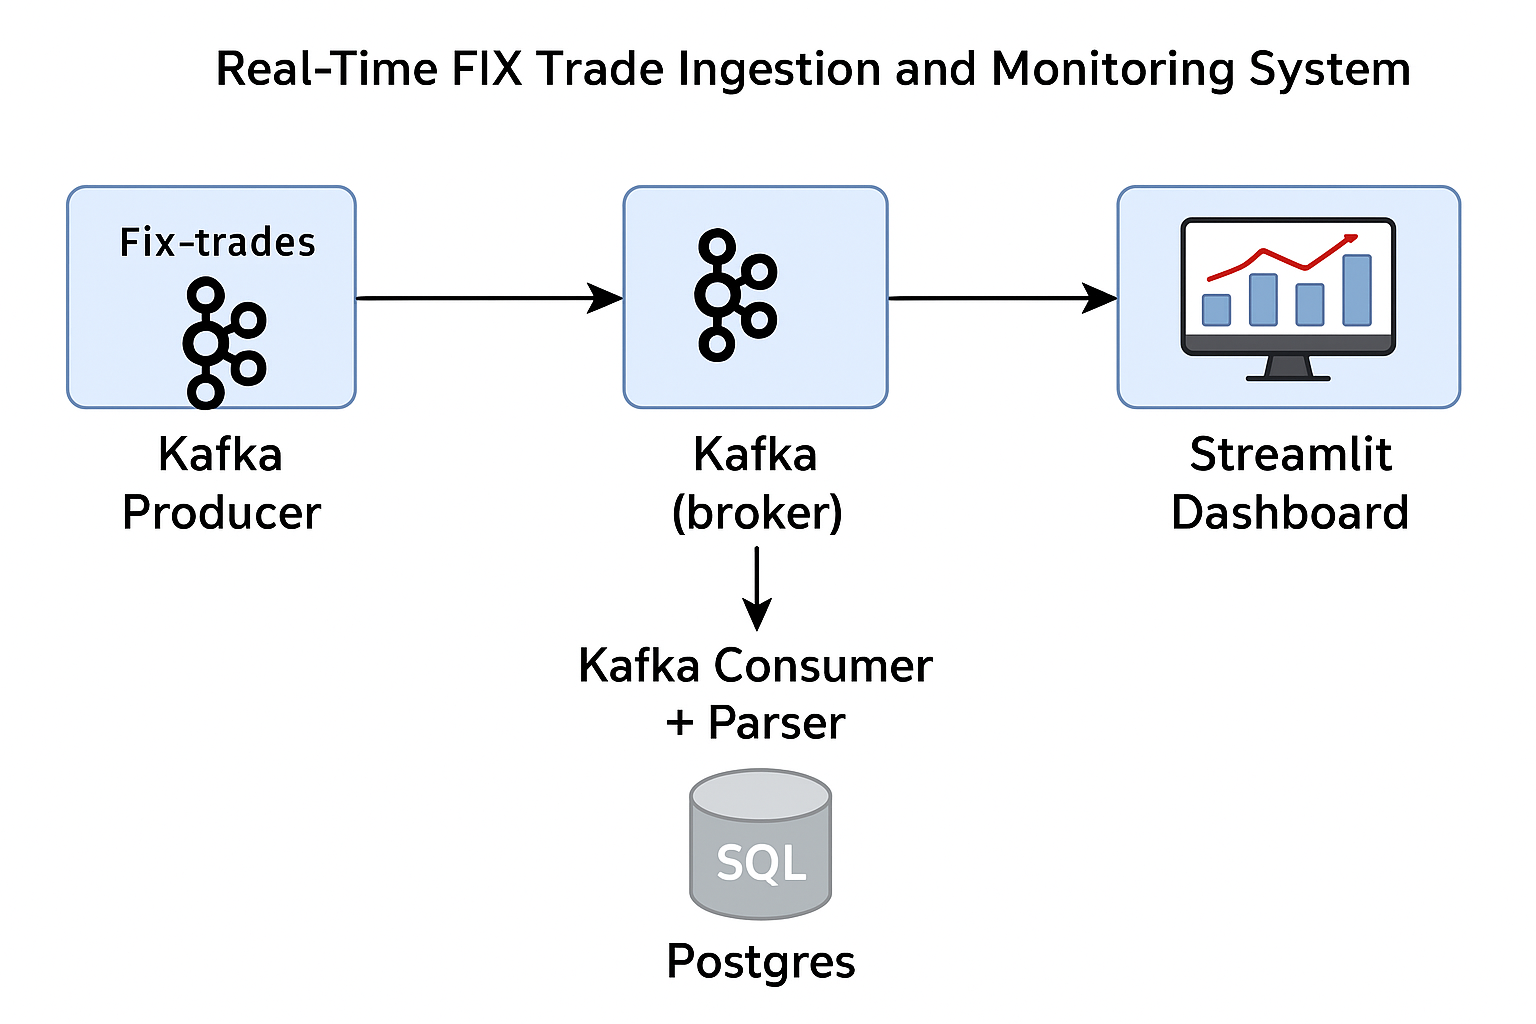 Real-Time FIX Trade Ingestion and Monitoring System
Fix-trades
Kafka
Producer
Kafka
(broker)
Streamlit
Dashboard
Kafka Consumer
+ Parser
SQL
Postgres